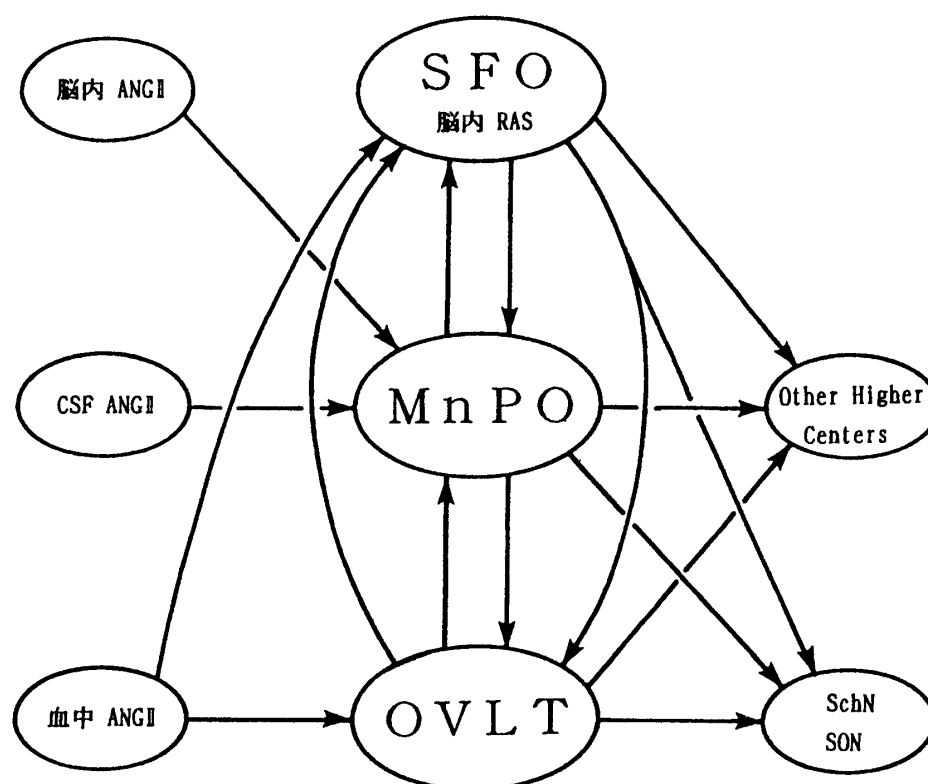 脳内 ANGⅡ
SFO
脳内 RAS
CSF ANGⅡ
MnPO
Other Higher
Centers
血中 ANGⅡ
OVLT
SchN
SON